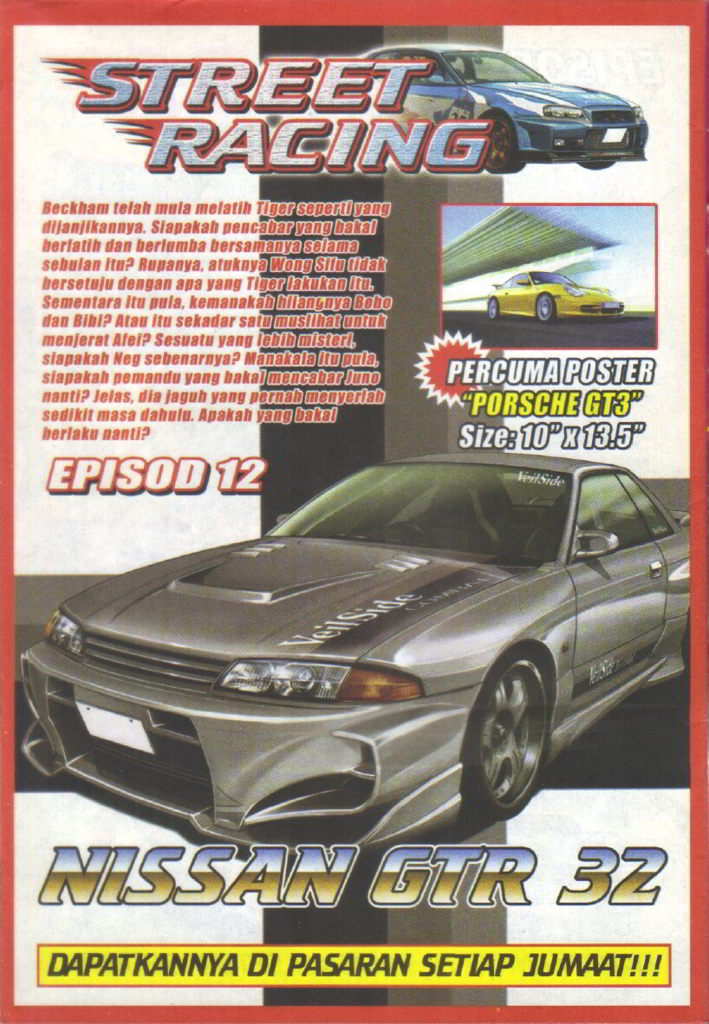 STREET
RACING
Beckham telah mula melatih Tiger seperti yang
dijanjikannya. Siapakah pencabar yang bakal
berlatih dan berlumba bersamanya selama
sebulan itu? Rupanya, atuknya Wong Sifu tidak
bersetuju dengan apa yang Tiger lakukan itu.
Sementara itu pula, kemanakah hilangnya Bobo
dan Bibi? Atau itu sekadar satu muslihat untuk
menjerat Afei? Sesuatu yang lebih misteri,
siapakah Neg sebenarnya? Manakala itu pula,
siapakah pemandu yang bakal mencabar Juno
nanti? Jelas, dia jaguh yang pernah menyerlah
sedikit masa dahulu. Apakah yang bakal
berlaku nanti?
PERCUMA POSTER
"PORSCHE GT3"
Size: 10" x 13.5"
EPISOD 12
VeilSide
VeilSide
COMBAT
VeilSide
NISSAN GTR 32
DAPATKANNYA DI PASARAN SETIAP JUMAAT!!!